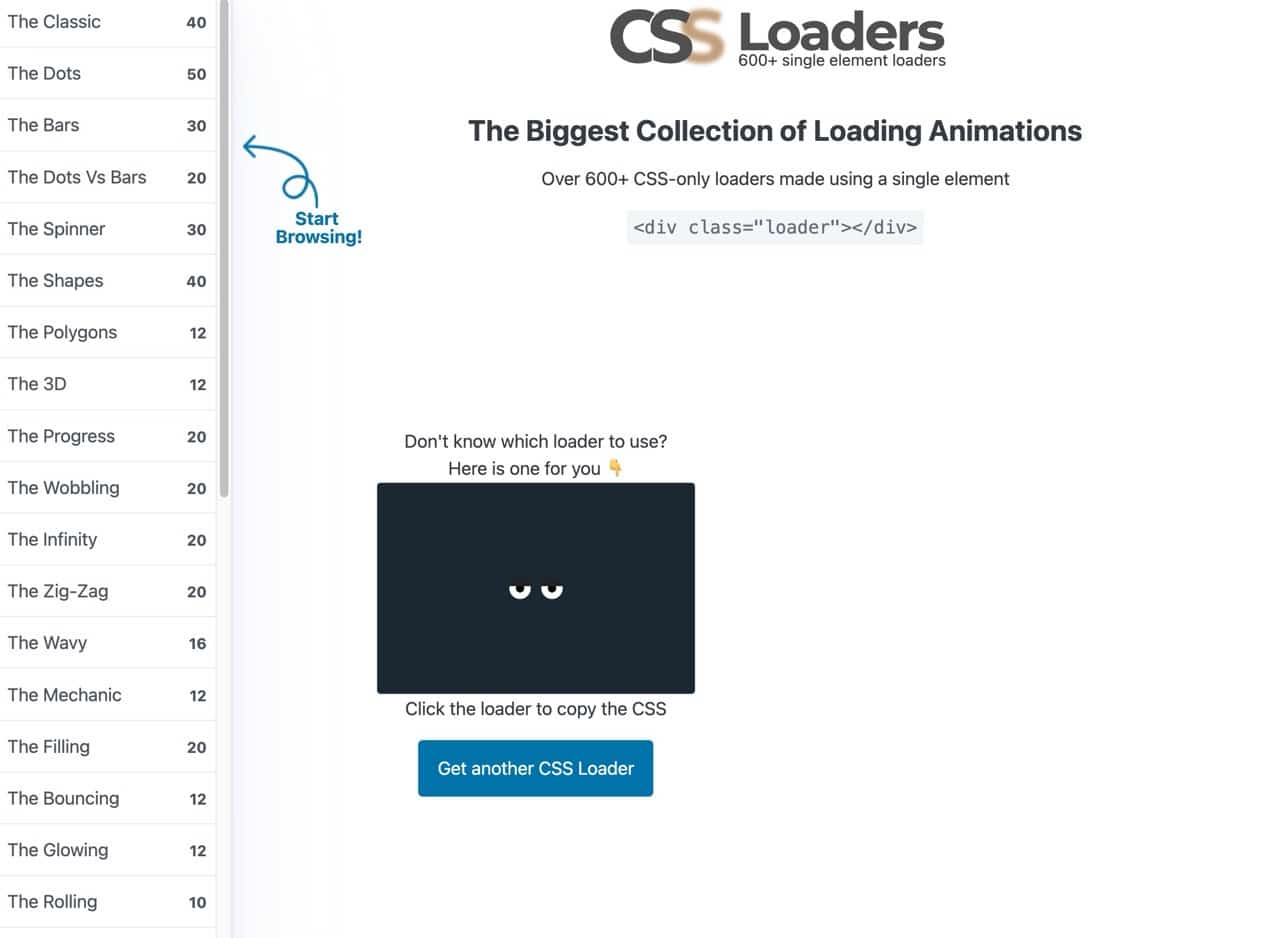 The Classic 40
The Dots 50
The Bars 30
The Dots Vs Bars 20
The Spinner 30
The Shapes 40
The Polygons 12
The 3D 12
The Progress 20
The Wobbling 20
The Infinity 20
The Zig-Zag 20
The Wavy 16
The Mechanic 12
The Filling 20
The Bouncing 12
The Glowing 12
The Rolling 10
Start
Browsing!
CSS Loaders
600+ single element loaders
The Biggest Collection of Loading Animations
Over 600+ CSS-only loaders made using a single element
<div class="loader"></div>
Don't know which loader to use?
Here is one for you 👇
Click the loader to copy the CSS
Get another CSS Loader